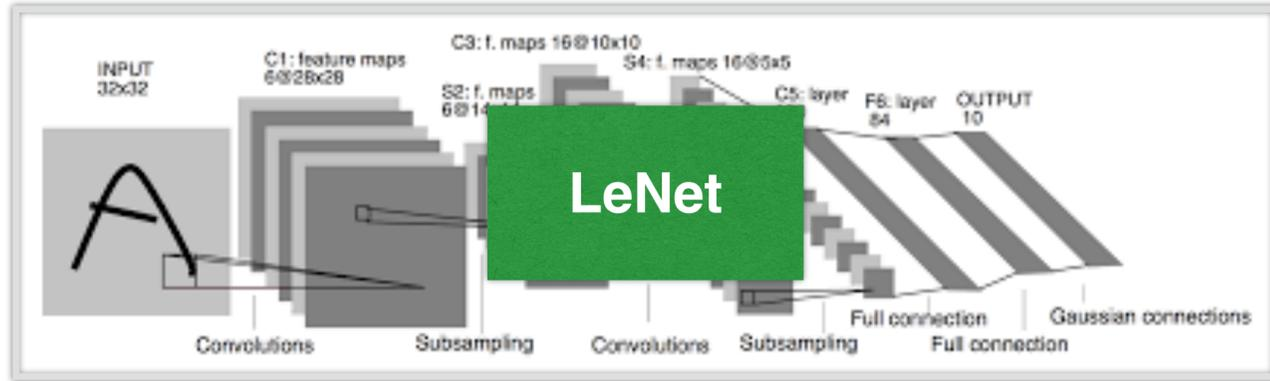 INPUT
32x32
C1: feature maps
6@28x28
C3: f. maps 16@10x10
S4: f. maps 16@5x5
S2: f. maps
C5: layer
F6: layer
84
OUTPUT
10
LeNet
Convolutions
Subsampling
Convolutions
Subsampling
Full connection
Full connection
Gaussian connections